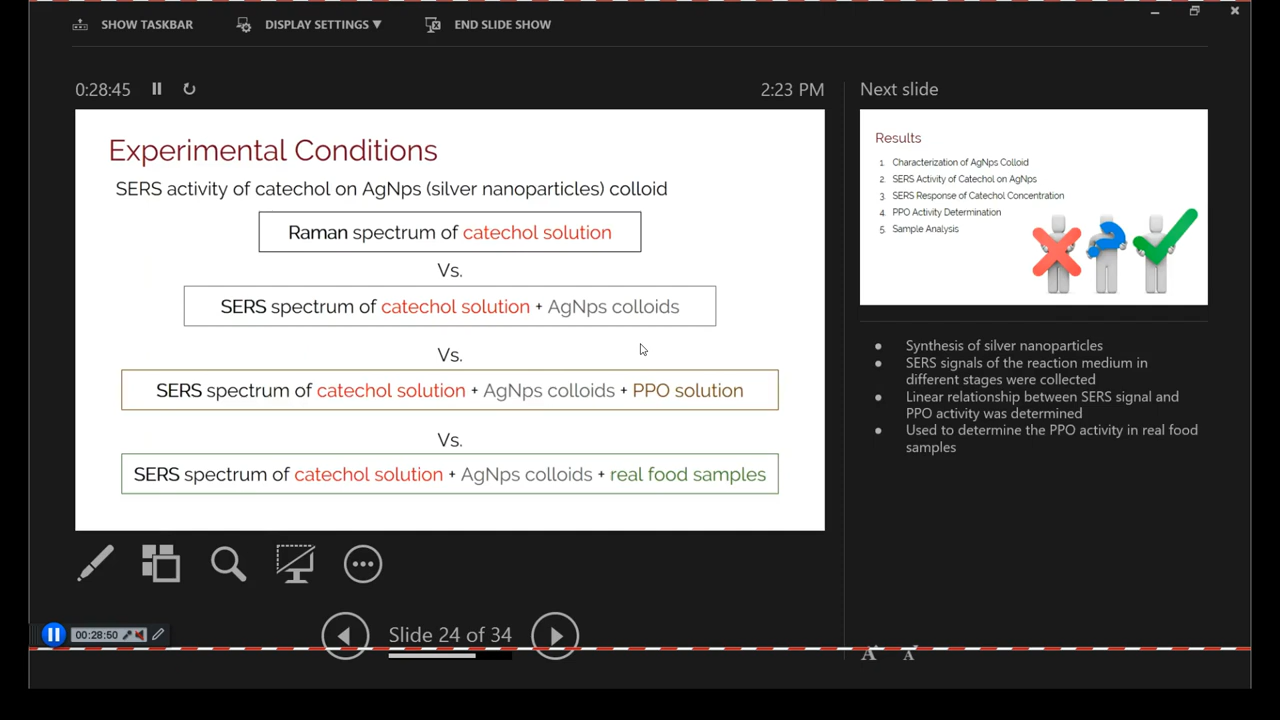 SHOW TASKBAR DISPLAY SETTINGS ▼ END SLIDE SHOW
0:28:45 2:23 PM
Experimental Conditions
SERS activity of catechol on AgNps (silver nanoparticles) colloid
Raman spectrum of catechol solution
Vs.
SERS spectrum of catechol solution + AgNps colloids
Vs.
SERS spectrum of catechol solution + AgNps colloids + PPO solution
Vs.
SERS spectrum of catechol solution + AgNps colloids + real food samples
Next slide
Results
1. Characterization of AgNps Colloid
2. SERS Activity of Catechol on AgNps
3. SERS Response of Catechol Concentration
4. PPO Activity Determination
5. Sample Analysis
● Synthesis of silver nanoparticles
● SERS signals of the reaction medium in
different stages were collected
● Linear relationship between SERS signal and
PPO activity was determined
● Used to determine the PPO activity in real food
samples
00:28:50
Slide 24 of 34
A A